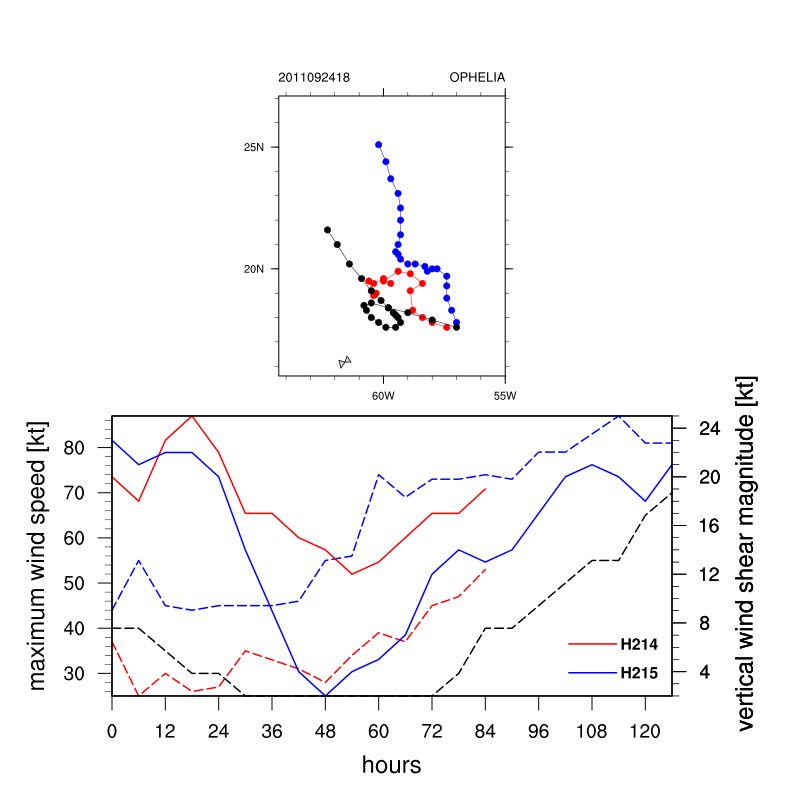 2011092418 OPHELIA
25N
20N
60W 55W
maximum wind speed [kt]
80
70
60
50
40
30
vertical wind shear magnitude [kt]
24
20
16
12
8
4
H214
H215
0 12 24 36 48 60 72 84 96 108 120
hours